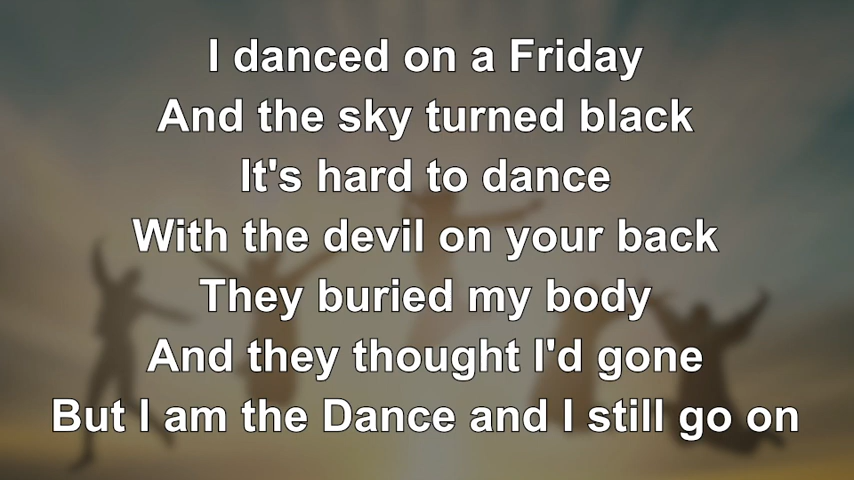 I danced on a Friday
And the sky turned black
It's hard to dance
With the devil on your back
They buried my body
And they thought I'd gone
But I am the Dance and I still go on